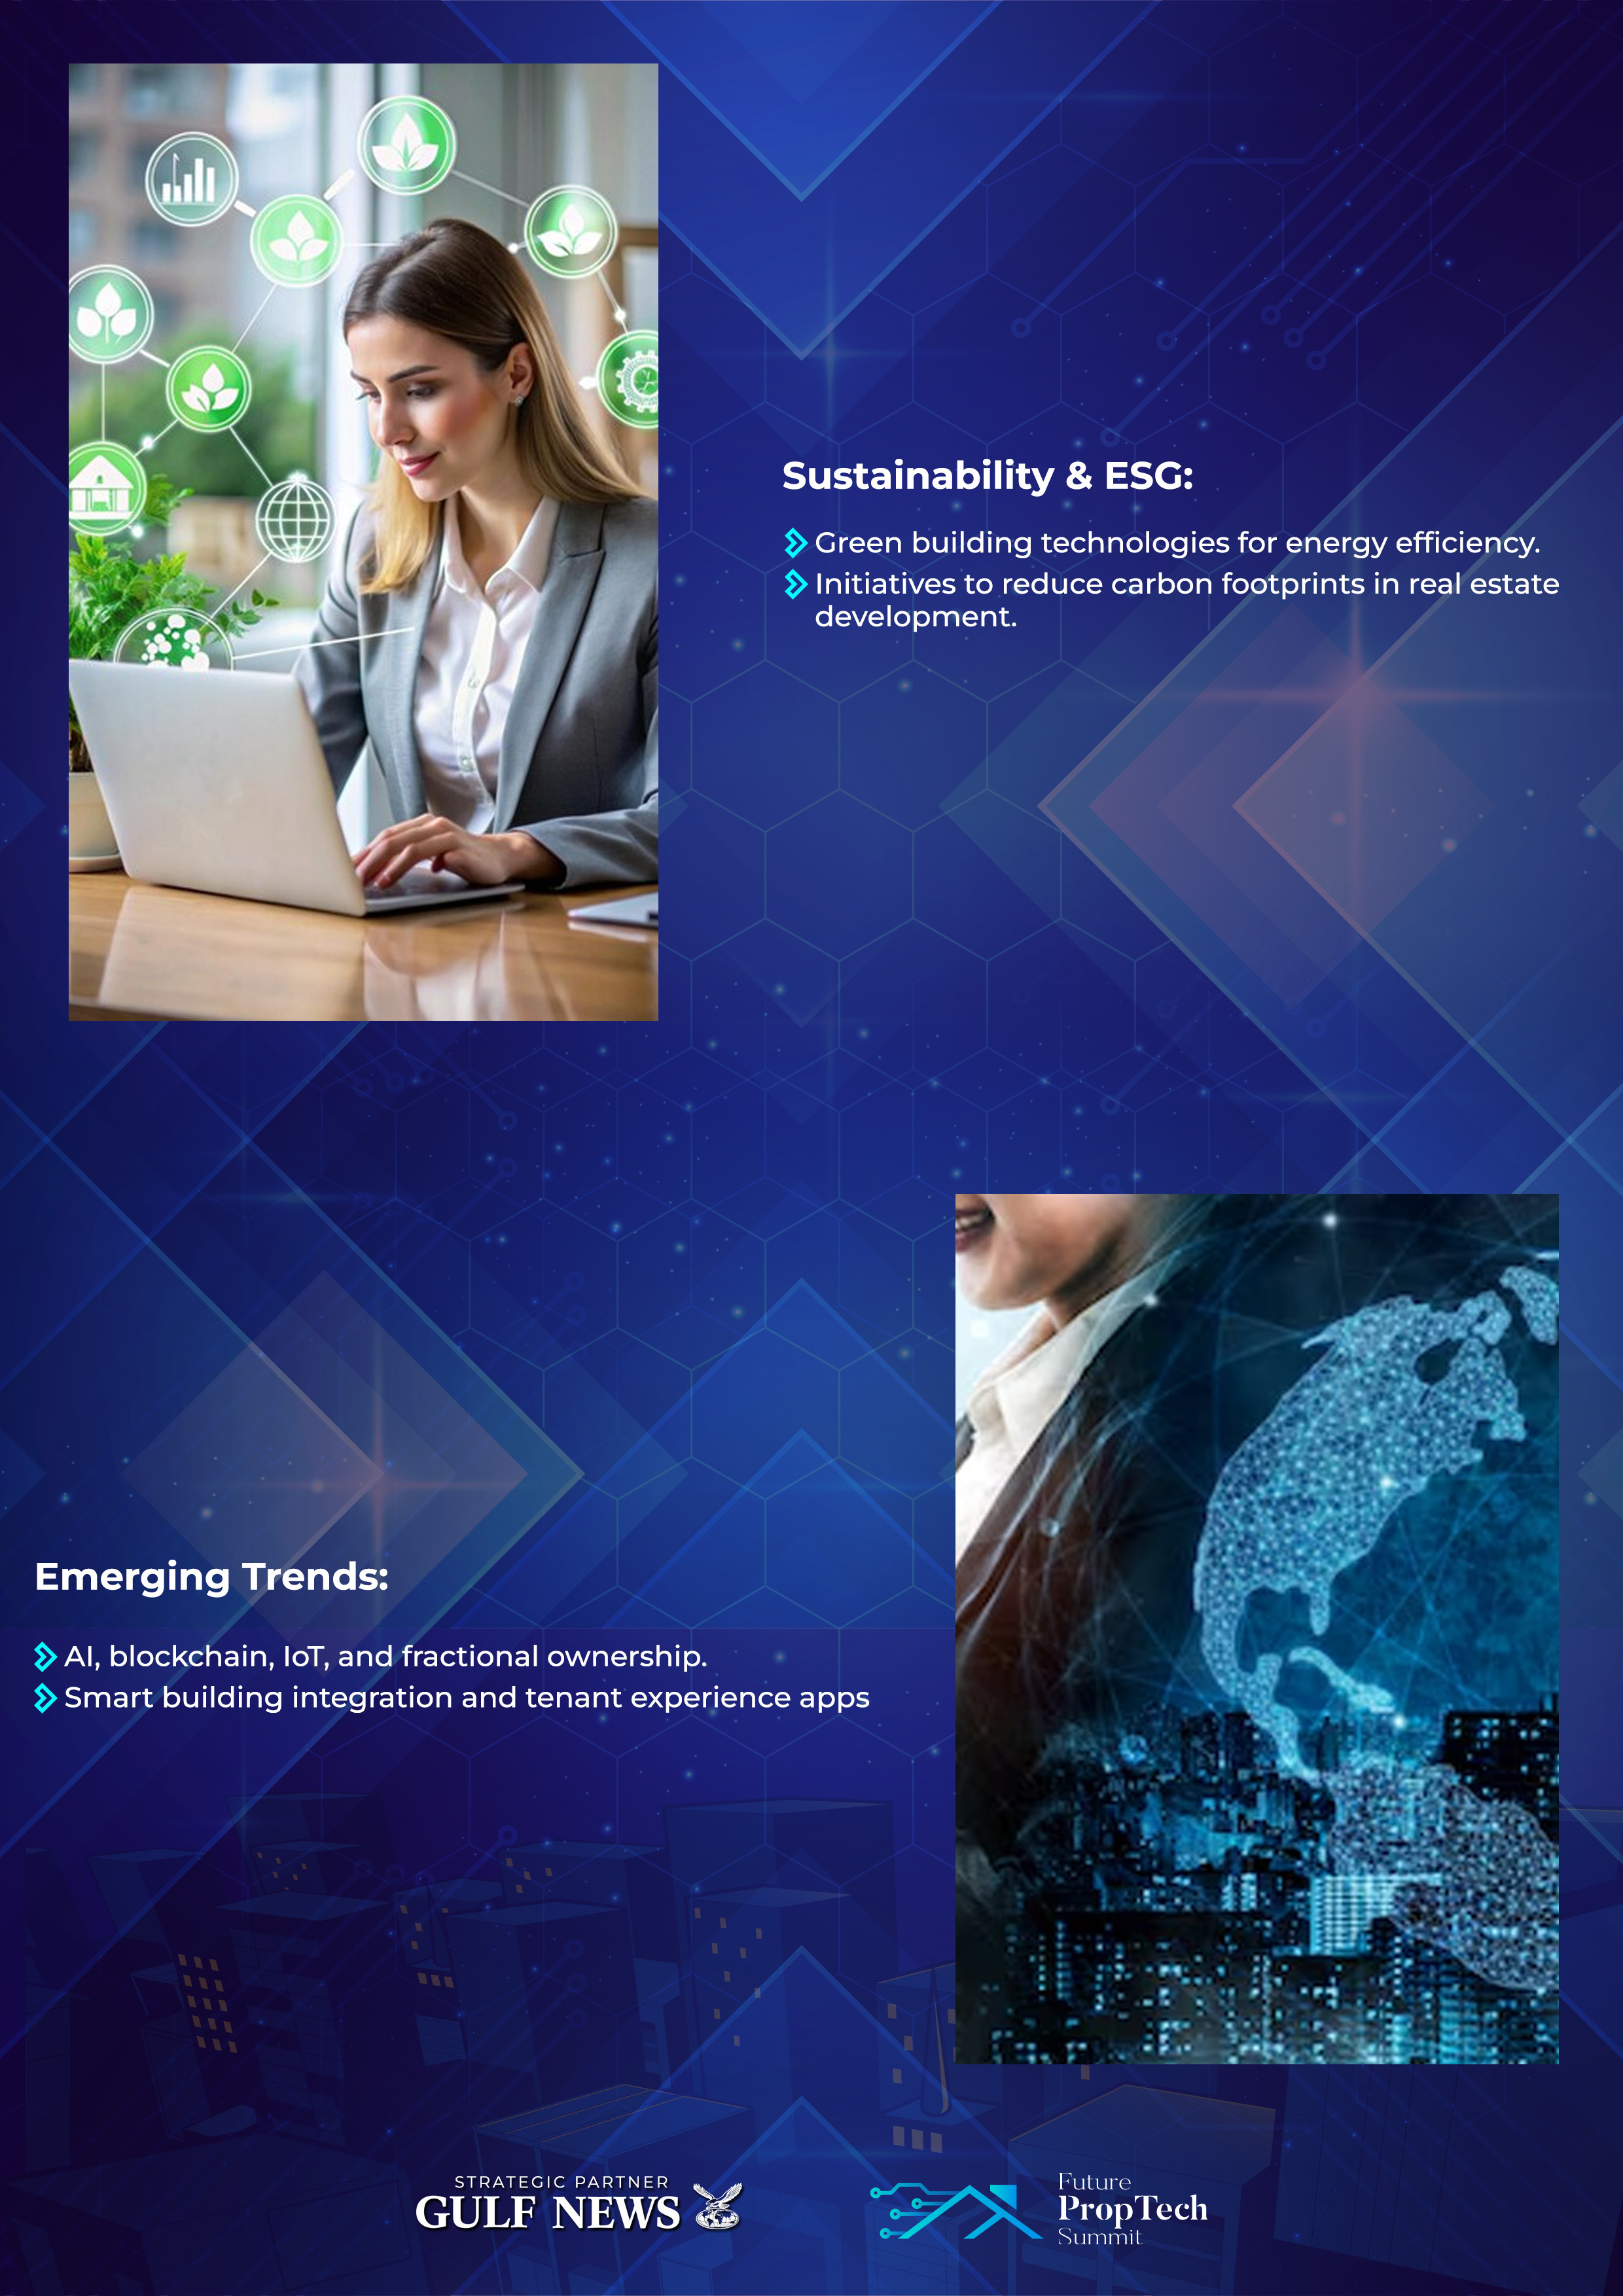 Sustainability & ESG:
Green building technologies for energy efficiency.
Initiatives to reduce carbon footprints in real estate
development.
Emerging Trends:
AI, blockchain, IoT, and fractional ownership.
Smart building integration and tenant experience apps
STRATEGIC PARTNER
GULF NEWS
Future
PropTech
Summit